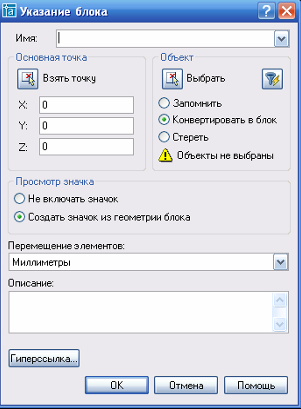 Указание блока
Имя:
Основная точка
Взять точку
X: 0
Y: 0
Z: 0
Объект
Выбрать
Запомнить
Конвертировать в блок
Стереть
Объекты не выбраны
Просмотр значка
Не включать значок
Создать значок из геометрии блока
Перемещение элементов:
Миллиметры
Описание:
Гиперссылка...
OK
Отмена
Помощь